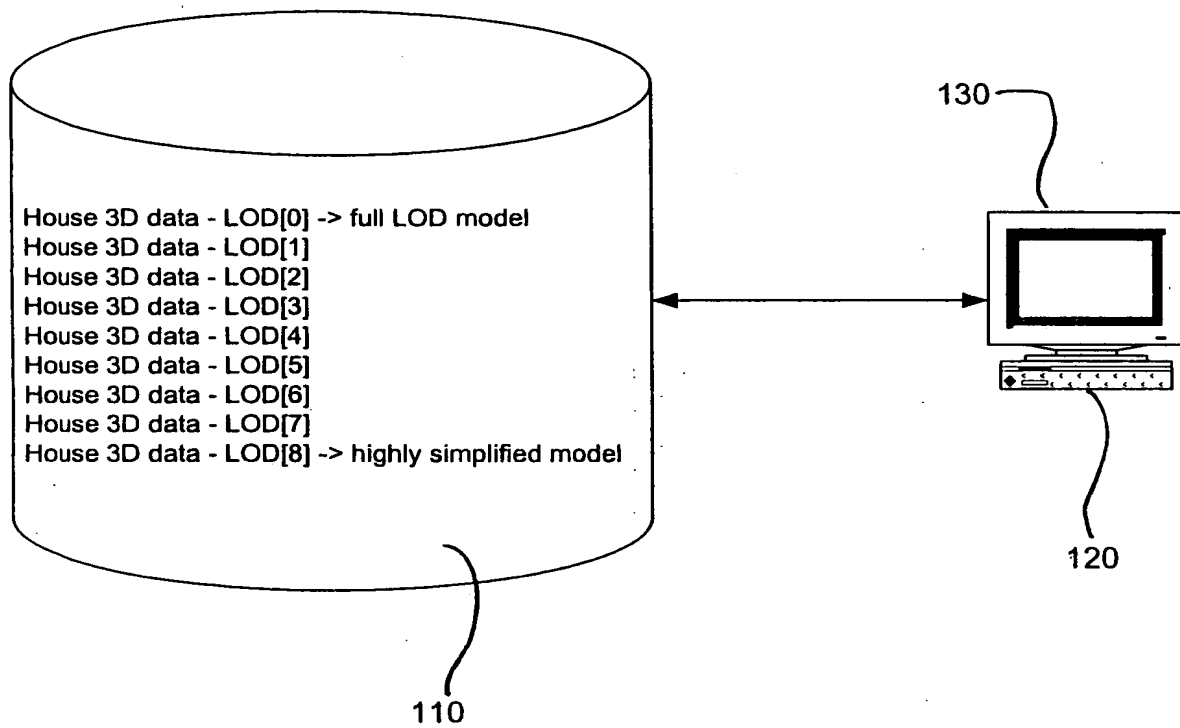 130
House 3D data - LOD[0] -> full LOD model
House 3D data - LOD[1]
House 3D data - LOD[2]
House 3D data - LOD[3]
House 3D data - LOD[4]
House 3D data - LOD[5]
House 3D data - LOD[6]
House 3D data - LOD[7]
House 3D data - LOD[8] -> highly simplified model
120
110